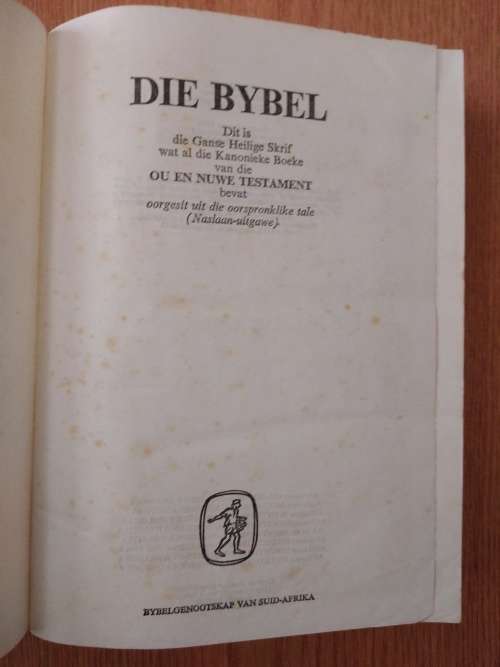 DIE BYBEL
Dit is
die Ganse Heilige Skrif
wat al die Kanonieke Boeke
van die
OU EN NUWE TESTAMENT
bevat
oorgesit uit die oorspronklike tale
(Naslaan-uitgawe).
BYBELGENOOTSKAP VAN SUID-AFRIKA